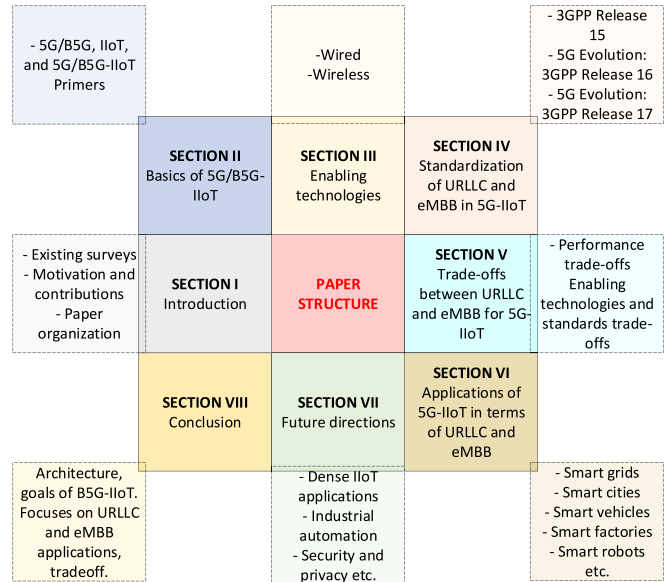 - 5G/B5G, IIoT,
and 5G/B5G-IIoT
Primers
-Wired
-Wireless
- 3GPP Release
15
- 5G Evolution:
3GPP Release 16
- 5G Evolution:
3GPP Release 17
SECTION II
Basics of 5G/B5G-
IIoT
SECTION III
Enabling
technologies
SECTION IV
Standardization
of URLLC and
eMBB in 5G-IIoT
- Existing surveys
- Motivation and
contributions
- Paper
organization
SECTION I
Introduction
PAPER
STRUCTURE
SECTION V
Trade-offs
between URLLC
and eMBB for 5G-
IIoT
- Performance
trade-offs
Enabling
technologies and
standards trade-
offs
SECTION VIII
Conclusion
SECTION VII
Future directions
SECTION VI
Applications of
5G-IIoT in terms
of URLLC and
eMBB
Architecture,
goals of B5G-IIoT.
Focuses on URLLC
and eMBB
applications,
tradeoff.
- Dense IIoT
applications
- Industrial
automation
- Security and
privacy etc.
- Smart grids
- Smart cities
- Smart vehicles
- Smart factories
- Smart robots
etc.